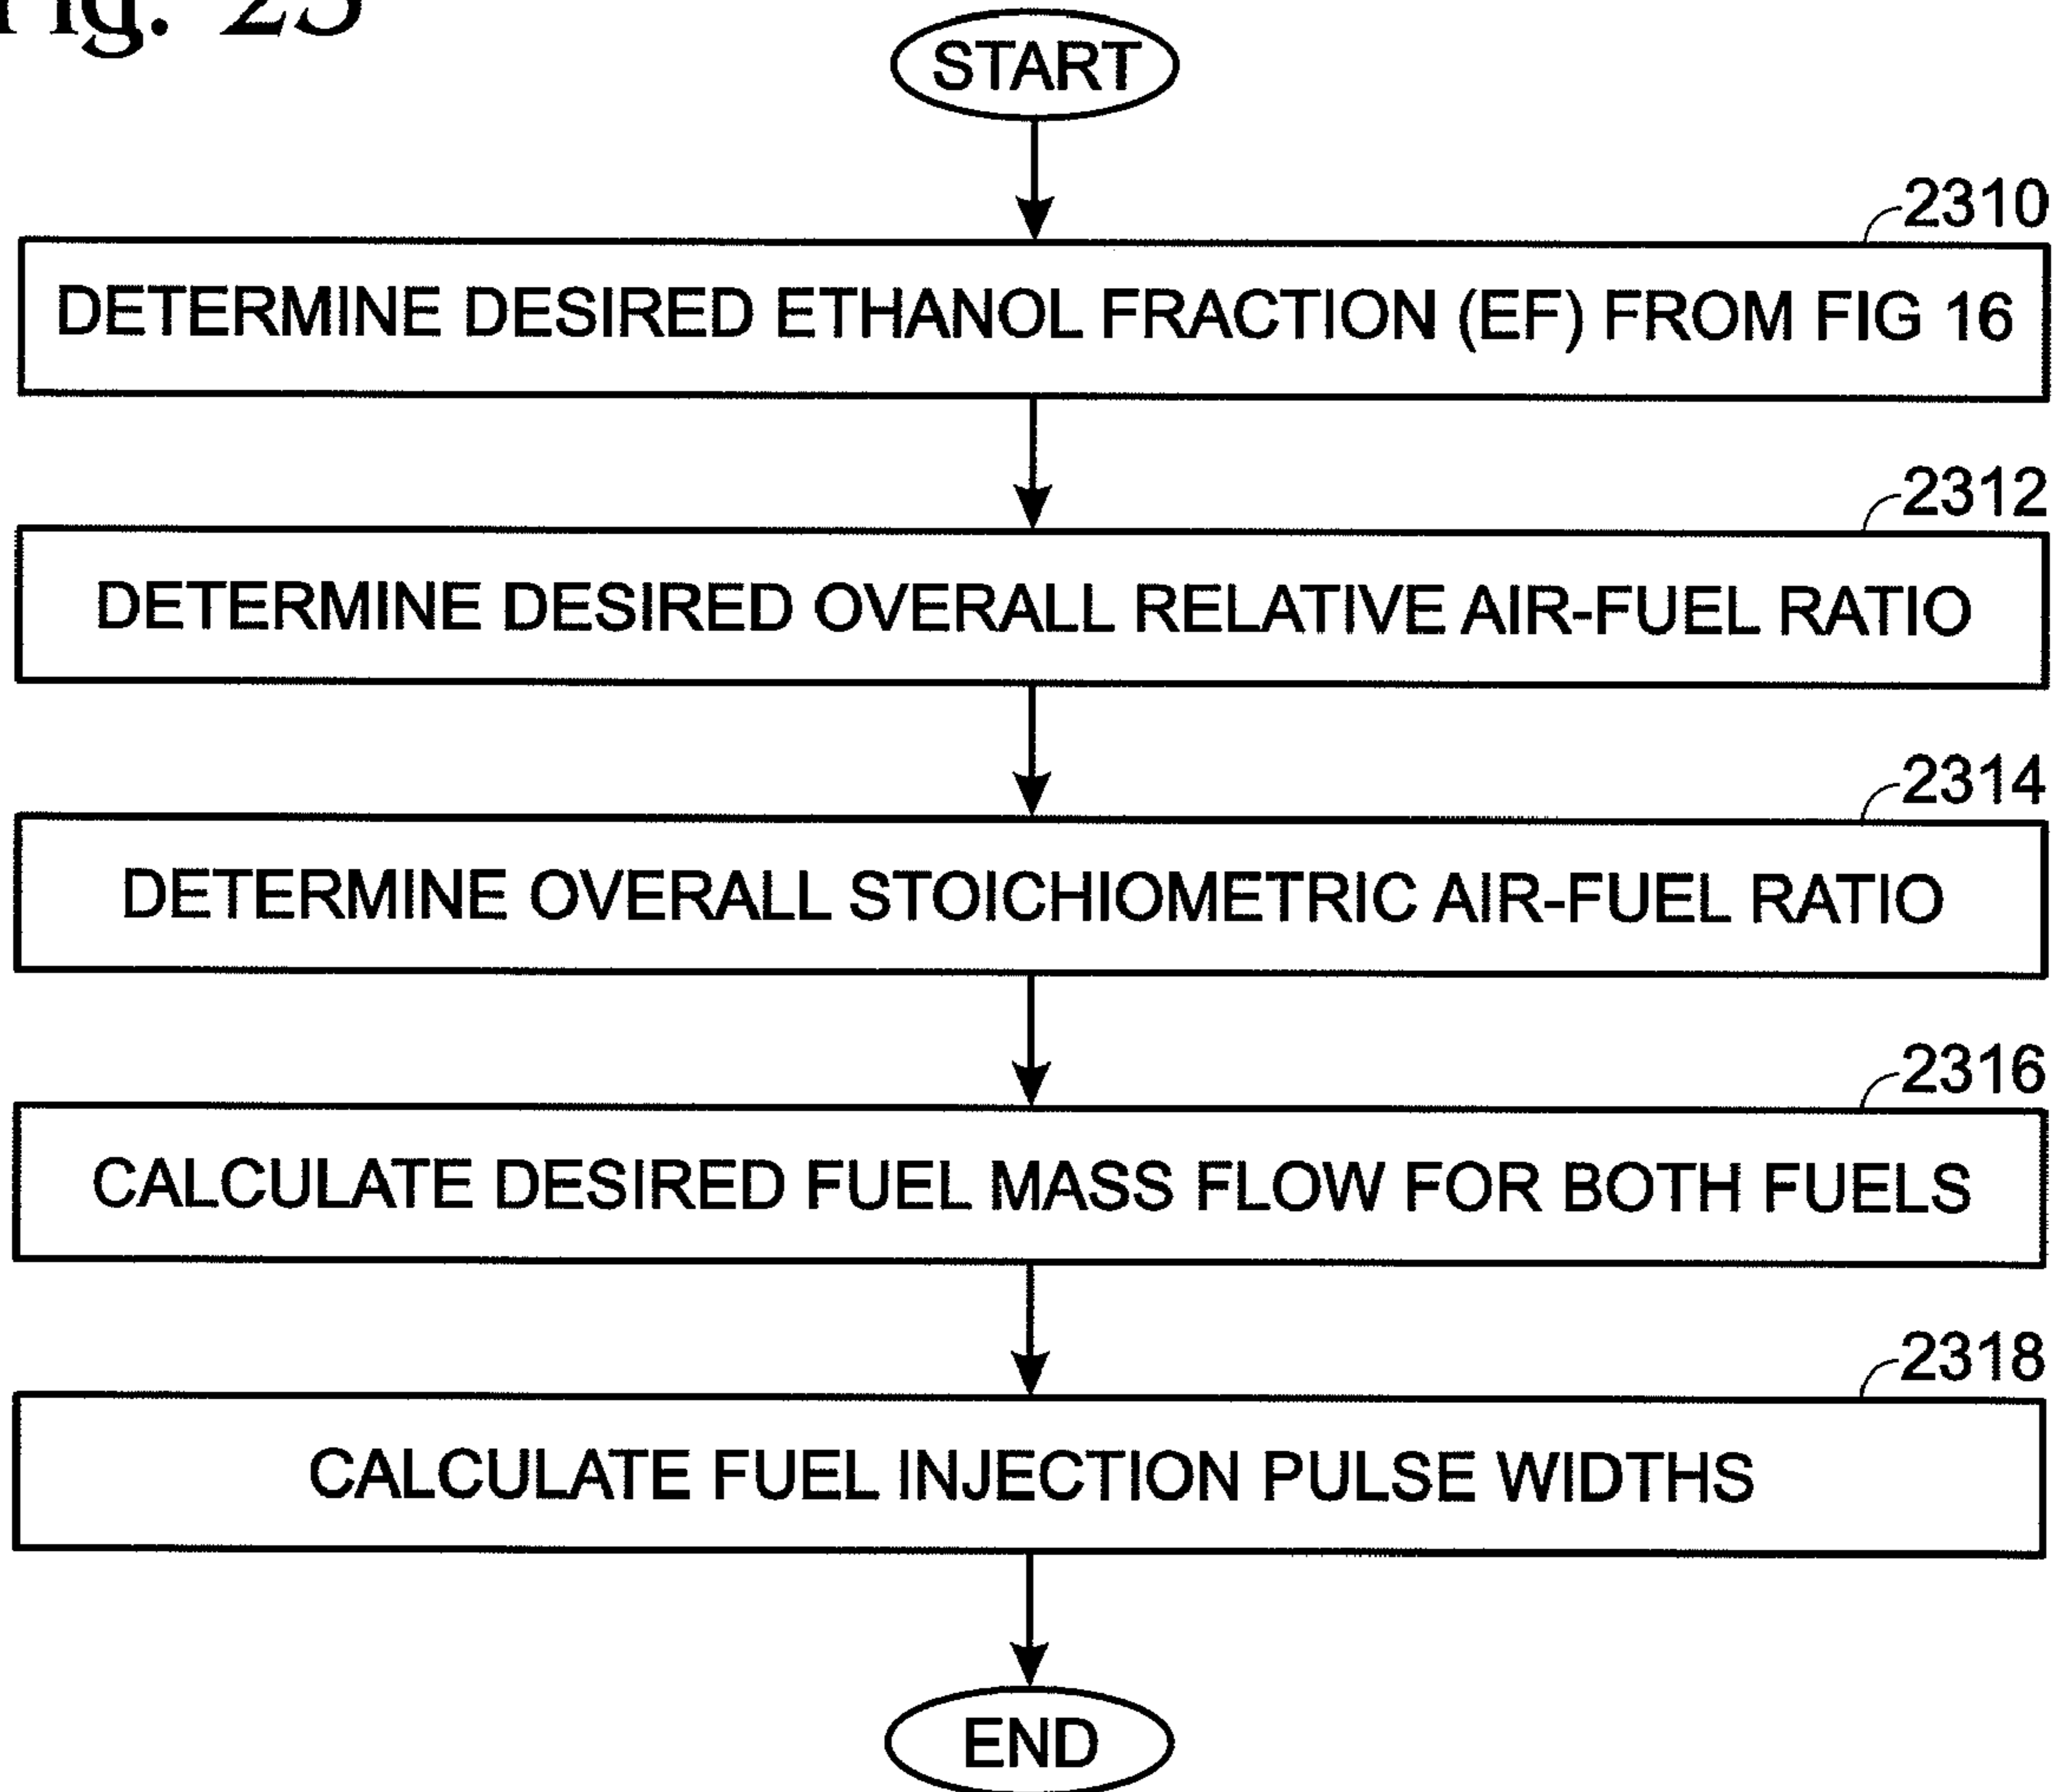 Fig. 23
START
2310
DETERMINE DESIRED ETHANOL FRACTION (EF) FROM FIG 16
2312
DETERMINE DESIRED OVERALL RELATIVE AIR-FUEL RATIO
2314
DETERMINE OVERALL STOICHIOMETRIC AIR-FUEL RATIO
2316
CALCULATE DESIRED FUEL MASS FLOW FOR BOTH FUELS
2318
CALCULATE FUEL INJECTION PULSE WIDTHS
END